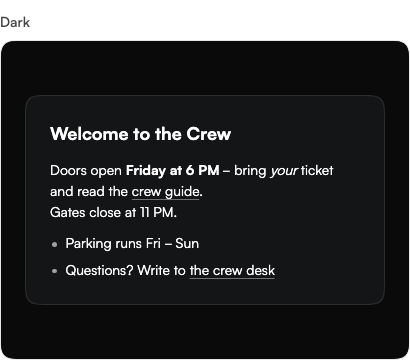 Dark
Welcome to the Crew
Doors open Friday at 6 PM – bring your ticket
and read the crew guide.
Gates close at 11 PM.
• Parking runs Fri – Sun
• Questions? Write to the crew desk